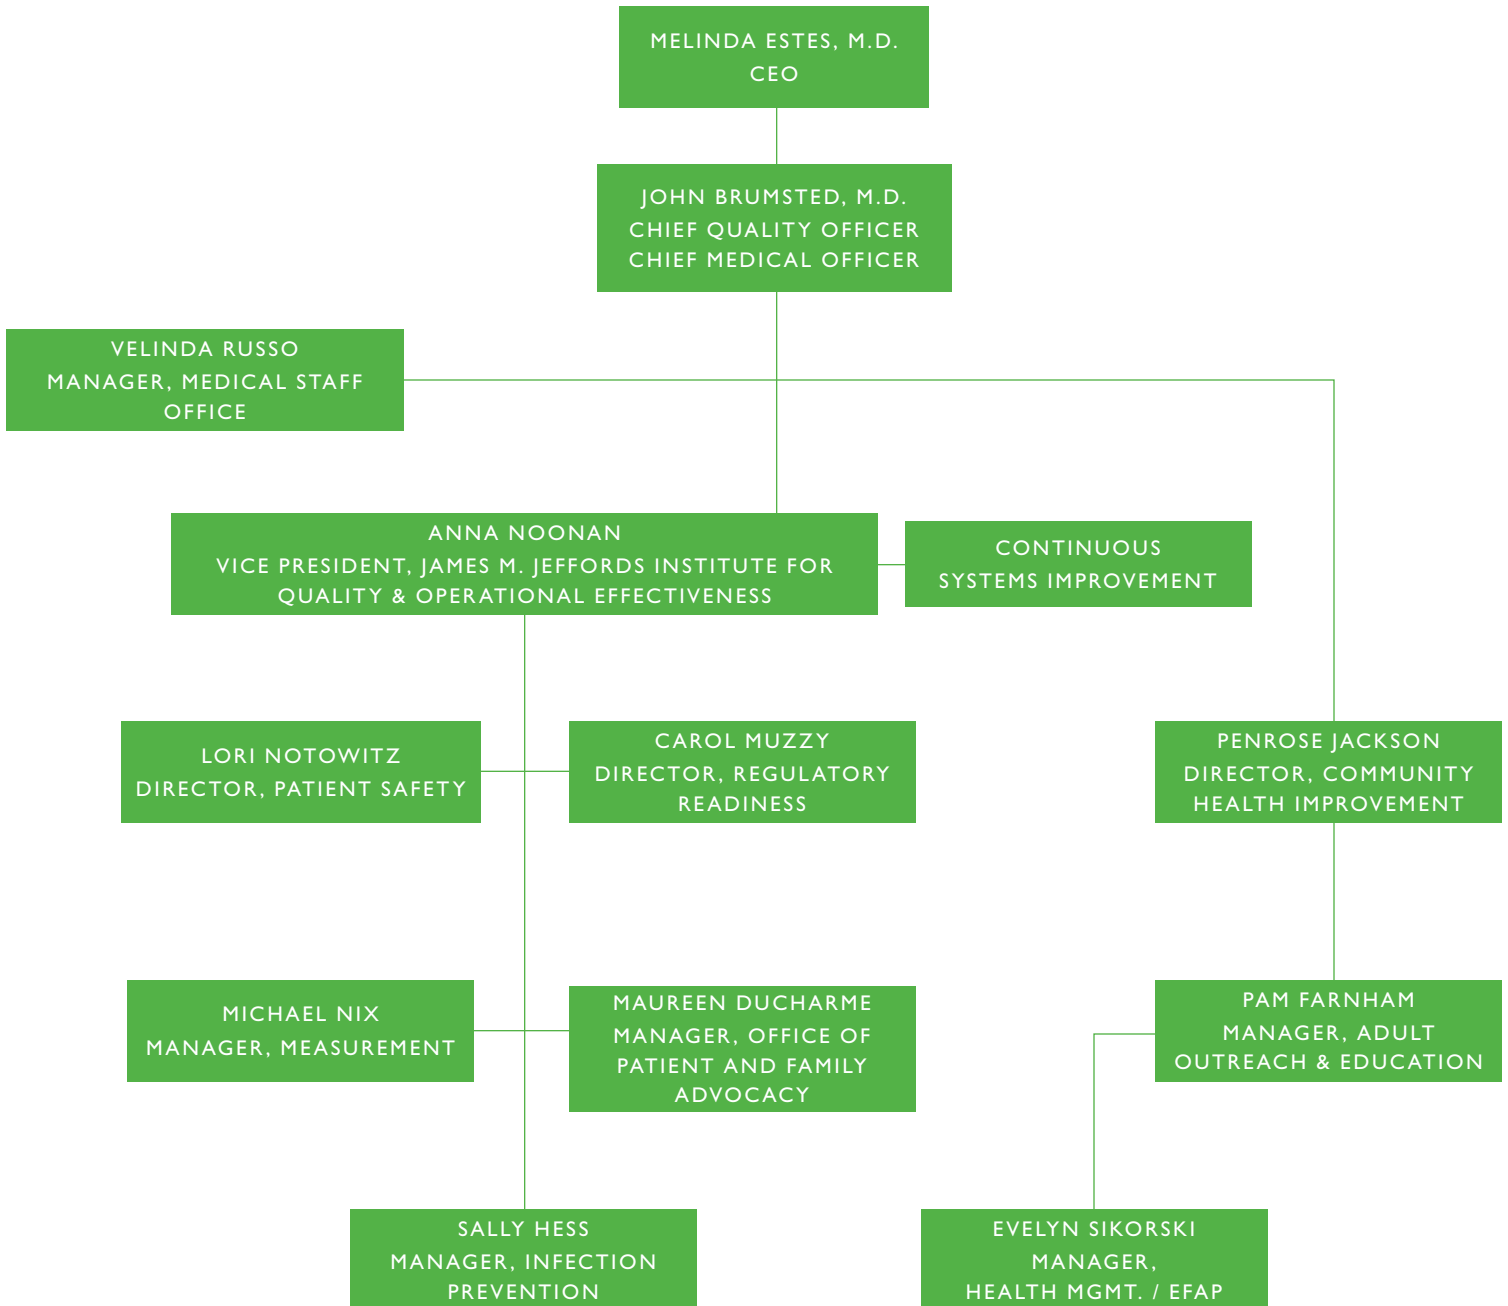 MELINDA ESTES, M.D.
CEO
JOHN BRUMSTED, M.D.
CHIEF QUALITY OFFICER
CHIEF MEDICAL OFFICER
VELINDA RUSSO
MANAGER, MEDICAL STAFF
OFFICE
ANNA NOONAN
VICE PRESIDENT, JAMES M. JEFFORDS INSTITUTE FOR
QUALITY & OPERATIONAL EFFECTIVENESS
CONTINUOUS
SYSTEMS IMPROVEMENT
LORI NOTOWITZ
DIRECTOR, PATIENT SAFETY
CAROL MUZZY
DIRECTOR, REGULATORY
READINESS
PENROSE JACKSON
DIRECTOR, COMMUNITY
HEALTH IMPROVEMENT
MICHAEL NIX
MANAGER, MEASUREMENT
MAUREEN DUCHARME
MANAGER, OFFICE OF
PATIENT AND FAMILY
ADVOCACY
PAM FARNHAM
MANAGER, ADULT
OUTREACH & EDUCATION
SALLY HESS
MANAGER, INFECTION
PREVENTION
EVELYN SIKORSKI
MANAGER,
HEALTH MGMT. / EFAP